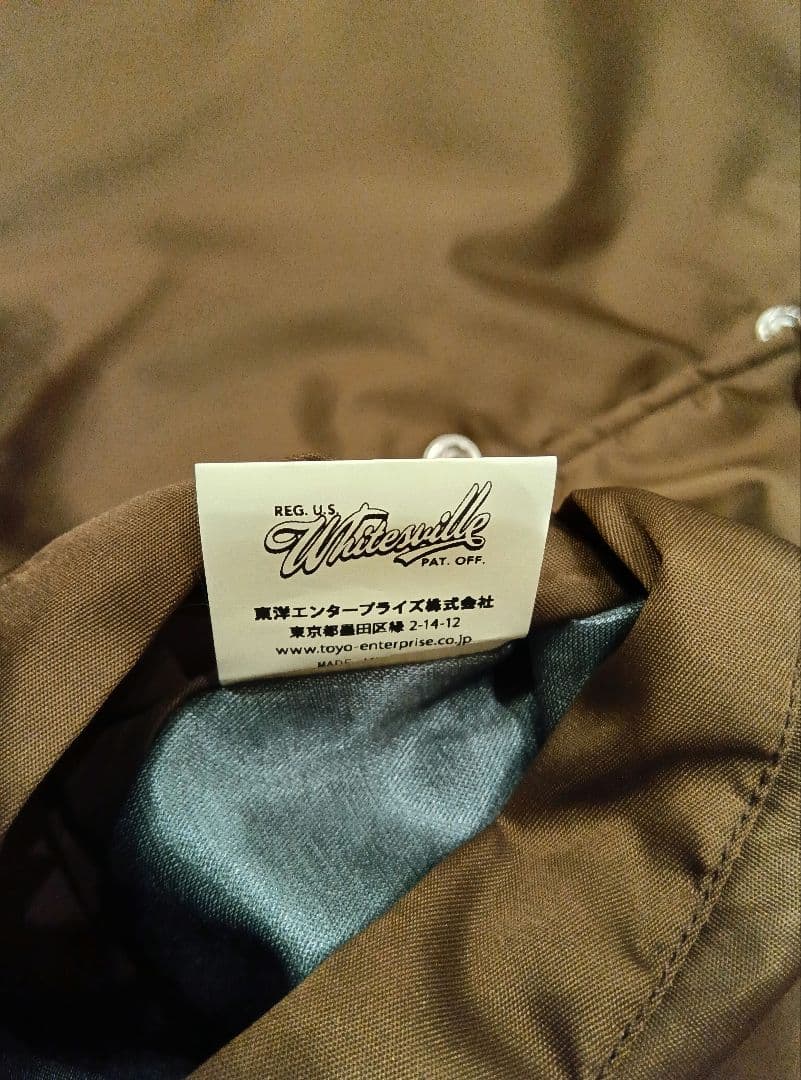 REG. U.S.
Whitesville
PAT. OFF.
東洋エンタープライズ株式会社
東京都墨田区緑 2-14-12
www.toyo-enterprise.co.jp
MADE